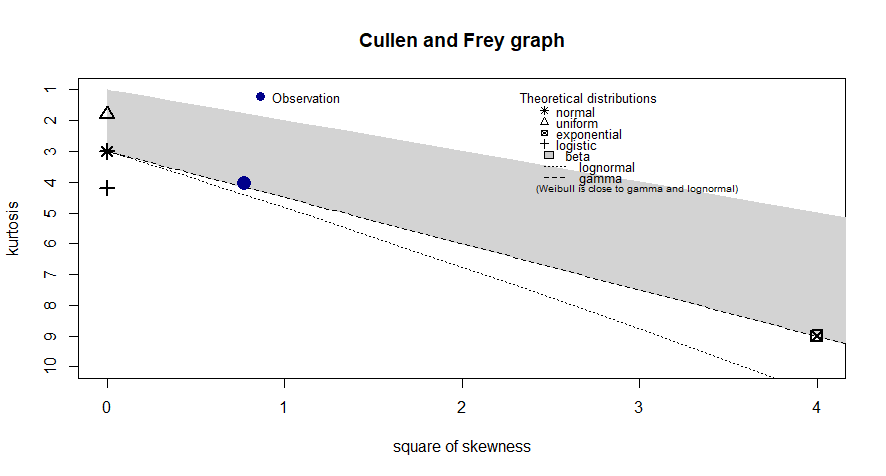 Cullen and Frey graph
Observation
Theoretical distributions
normal
uniform
exponential
logistic
beta
lognormal
gamma
(Weibull is close to gamma and lognormal)
kurtosis
1
2
3
4
5
6
7
8
9
10
0 1 2 3 4
square of skewness